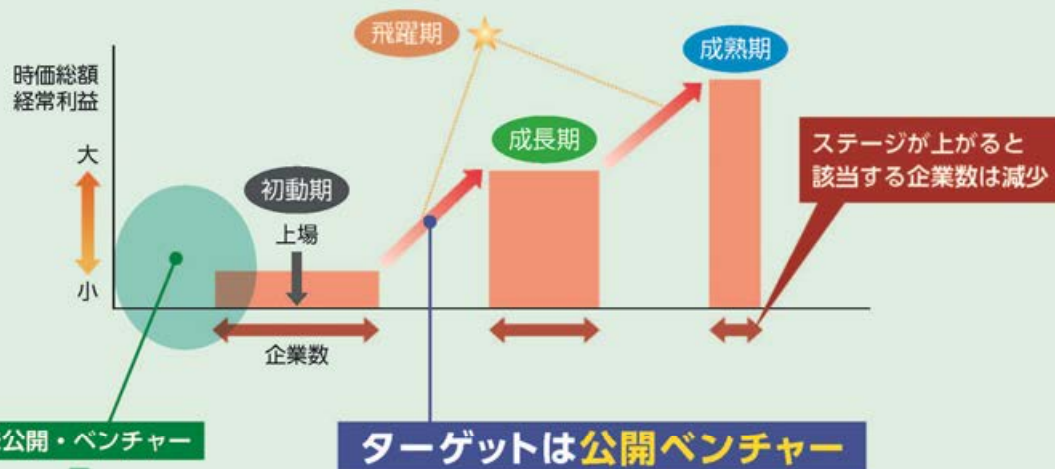 飛躍期
成熟期
時価総額
経常利益
大
小
成長期
初動期
上場
企業数
ステージが上がると
該当する企業数は減少
公開・ベンチャー
ターゲットは公開ベンチャー